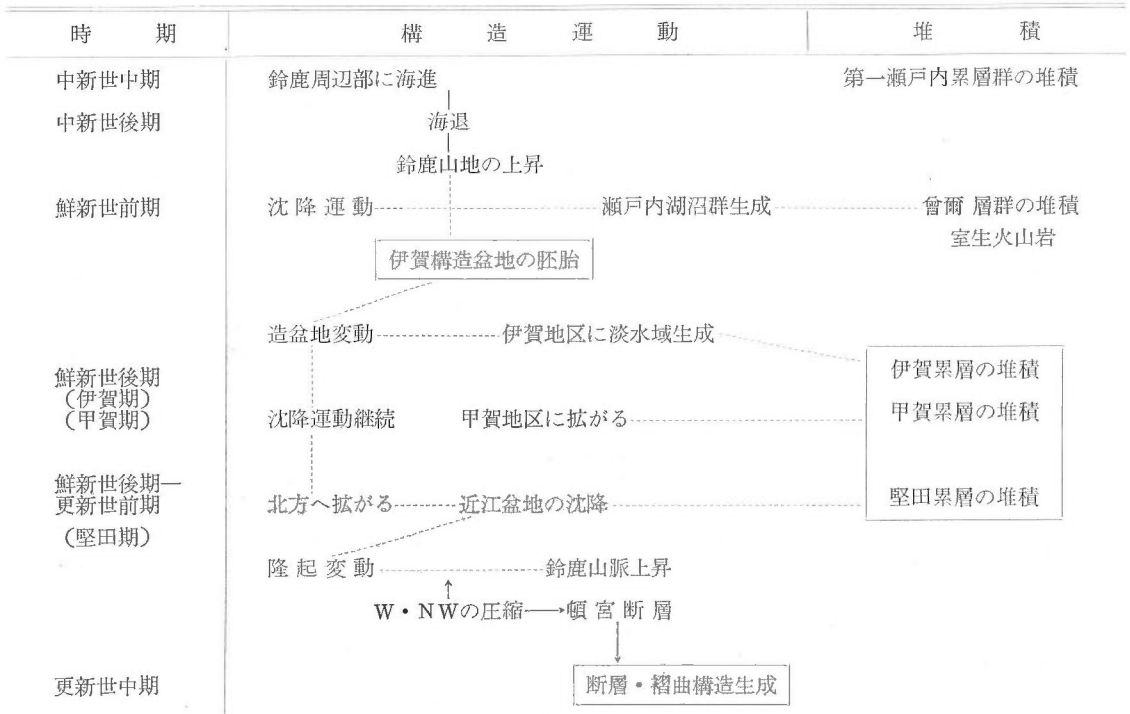 時期 構造運動 堆積
中新世中期 鈴鹿周辺部に海進 第一瀬戸内累層群の堆積
中新世後期 海退
鈴鹿山地の上昇
鮮新世前期 沈降運動 瀬戸内湖沼群生成 曾爾層群の堆積
室生火山岩
伊賀構造盆地の胚胎
造盆地変動 伊賀地区に淡水域生成
伊賀累層の堆積
鮮新世後期
(伊賀期)
(甲賀期) 沈降運動継続 甲賀地区に拡がる 甲賀累層の堆積
鮮新世後期—
更新世前期 北方へ拡がる 近江盆地の沈降 堅田累層の堆積
(堅田期)
隆起変動 鈴鹿山脈上昇
W・NWの圧縮→頓宮断層
更新世中期 断層・褶曲構造生成